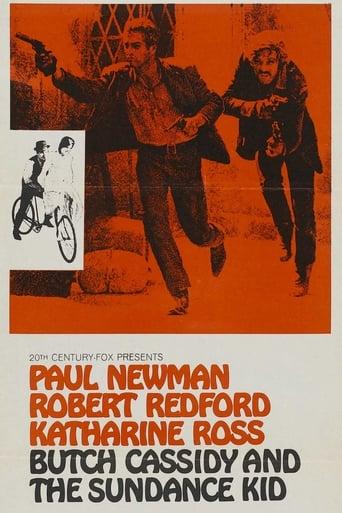 20TH CENTURY-FOX PRESENTS
PAUL NEWMAN
ROBERT REDFORD
KATHARINE ROSS
BUTCH CASSIDY AND
THE SUNDANCE KID